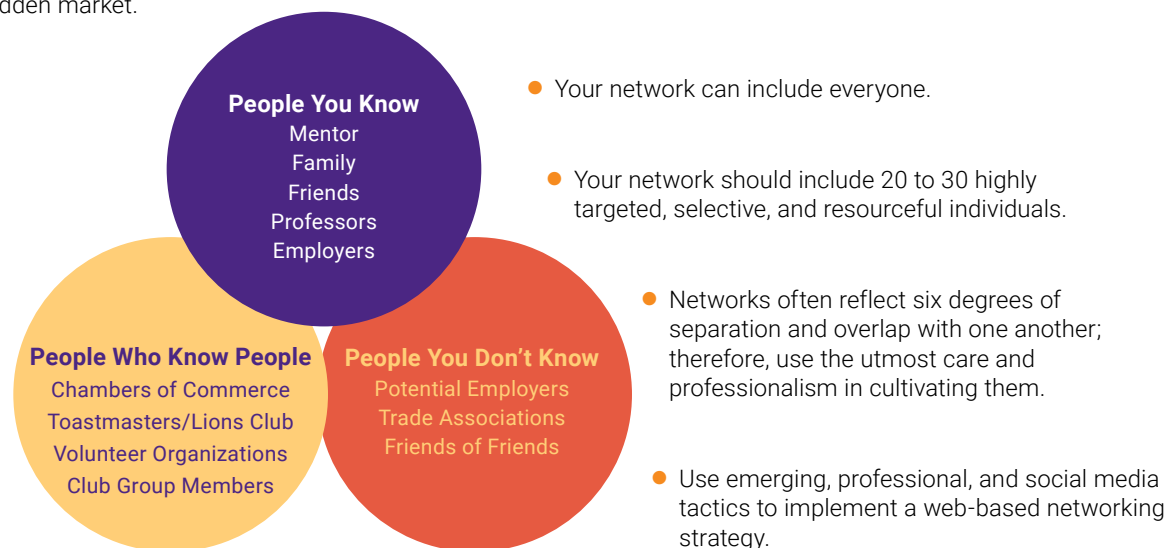 dden market.
People You Know
Mentor
Family
Friends
Professors
Employers
People Who Know People
Chambers of Commerce
Toastmasters/Lions Club
Volunteer Organizations
Club Group Members
People You Don't Know
Potential Employers
Trade Associations
Friends of Friends
● Your network can include everyone.
● Your network should include 20 to 30 highly
targeted, selective, and resourceful individuals.
● Networks often reflect six degrees of
separation and overlap with one another;
therefore, use the utmost care and
professionalism in cultivating them.
● Use emerging, professional, and social media
tactics to implement a web-based networking
strategy.